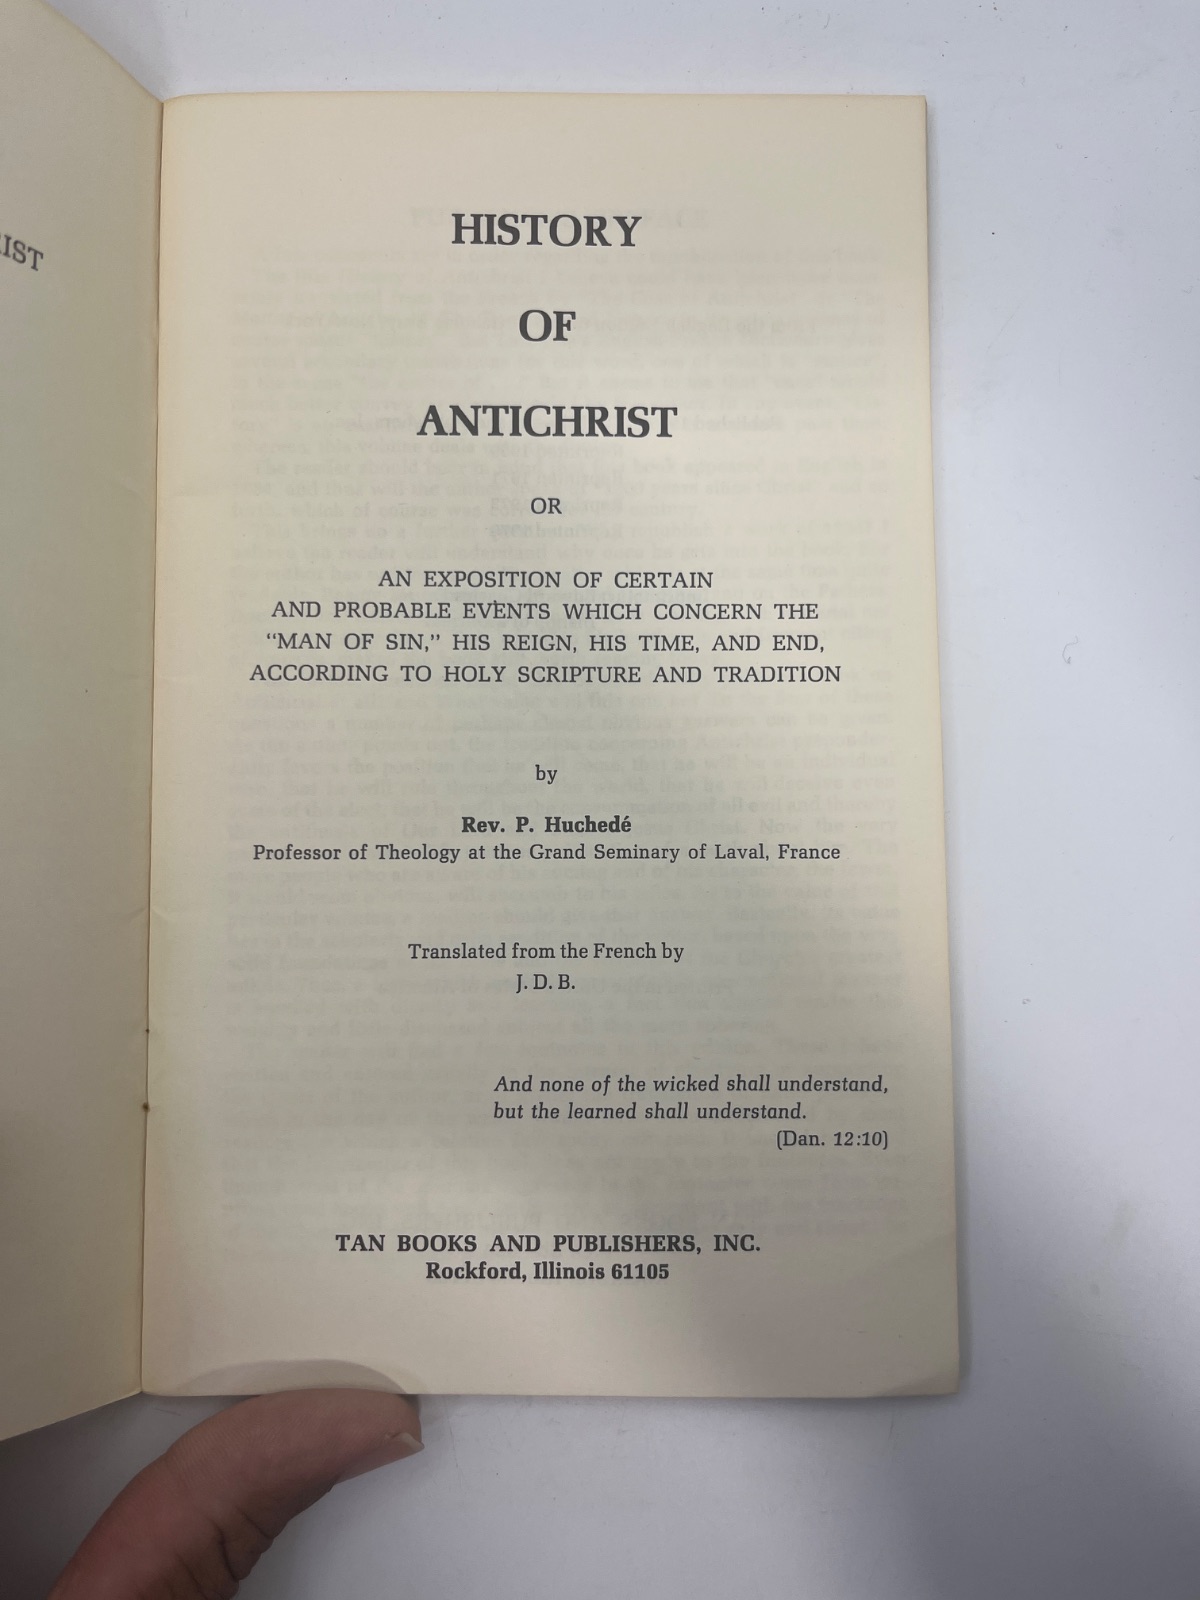 HISTORY
OF
ANTICHRIST
OR
AN EXPOSITION OF CERTAIN
AND PROBABLE EVENTS WHICH CONCERN THE
“MAN OF SIN,” HIS REIGN, HIS TIME, AND END,
ACCORDING TO HOLY SCRIPTURE AND TRADITION
by
Rev. P. Huchedé
Professor of Theology at the Grand Seminary of Laval, France
Translated from the French by
J. D. B.
And none of the wicked shall understand,
but the learned shall understand.
(Dan. 12:10)
TAN BOOKS AND PUBLISHERS, INC.
Rockford, Illinois 61105